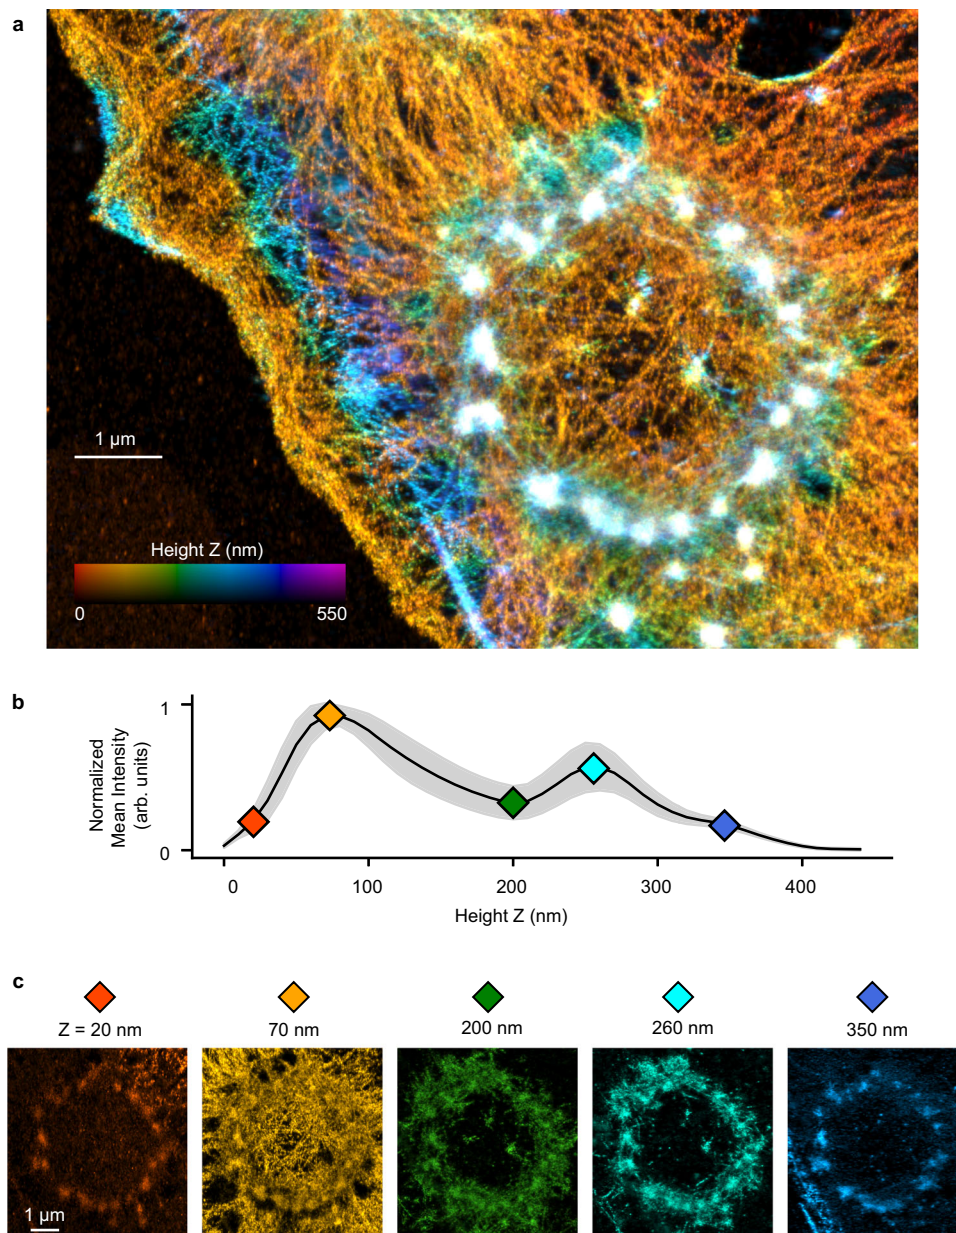 a
1 μm
Height Z (nm)
0 550
b
Normalized
Mean Intensity
(arb. units)
1
0
0 100 200 300 400
Height Z (nm)
c
Z = 20 nm 70 nm 200 nm 260 nm 350 nm
1 μm